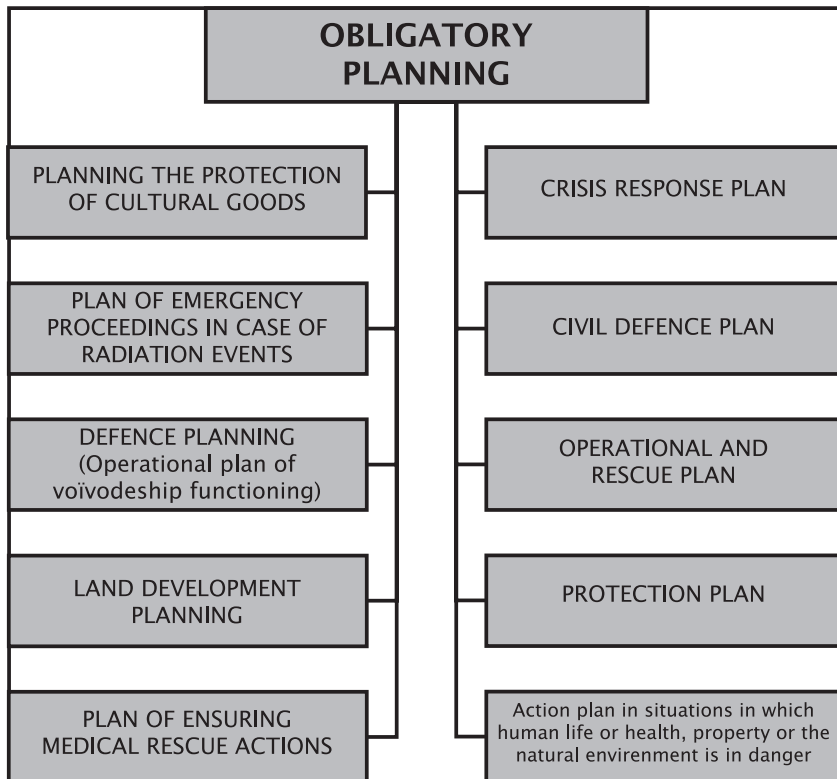 OBLIGATORY
PLANNING
PLANNING THE PROTECTION
OF CULTURAL GOODS
CRISIS RESPONSE PLAN
PLAN OF EMERGENCY
PROCEEDINGS IN CASE OF
RADIATION EVENTS
CIVIL DEFENCE PLAN
DEFENCE PLANNING
(Operational plan of
voïvodeship functioning)
OPERATIONAL AND
RESCUE PLAN
LAND DEVELOPMENT
PLANNING
PROTECTION PLAN
PLAN OF ENSURING
MEDICAL RESCUE ACTIONS
Action plan in situations in which
human life or health, property or the
natural envirenment is in danger